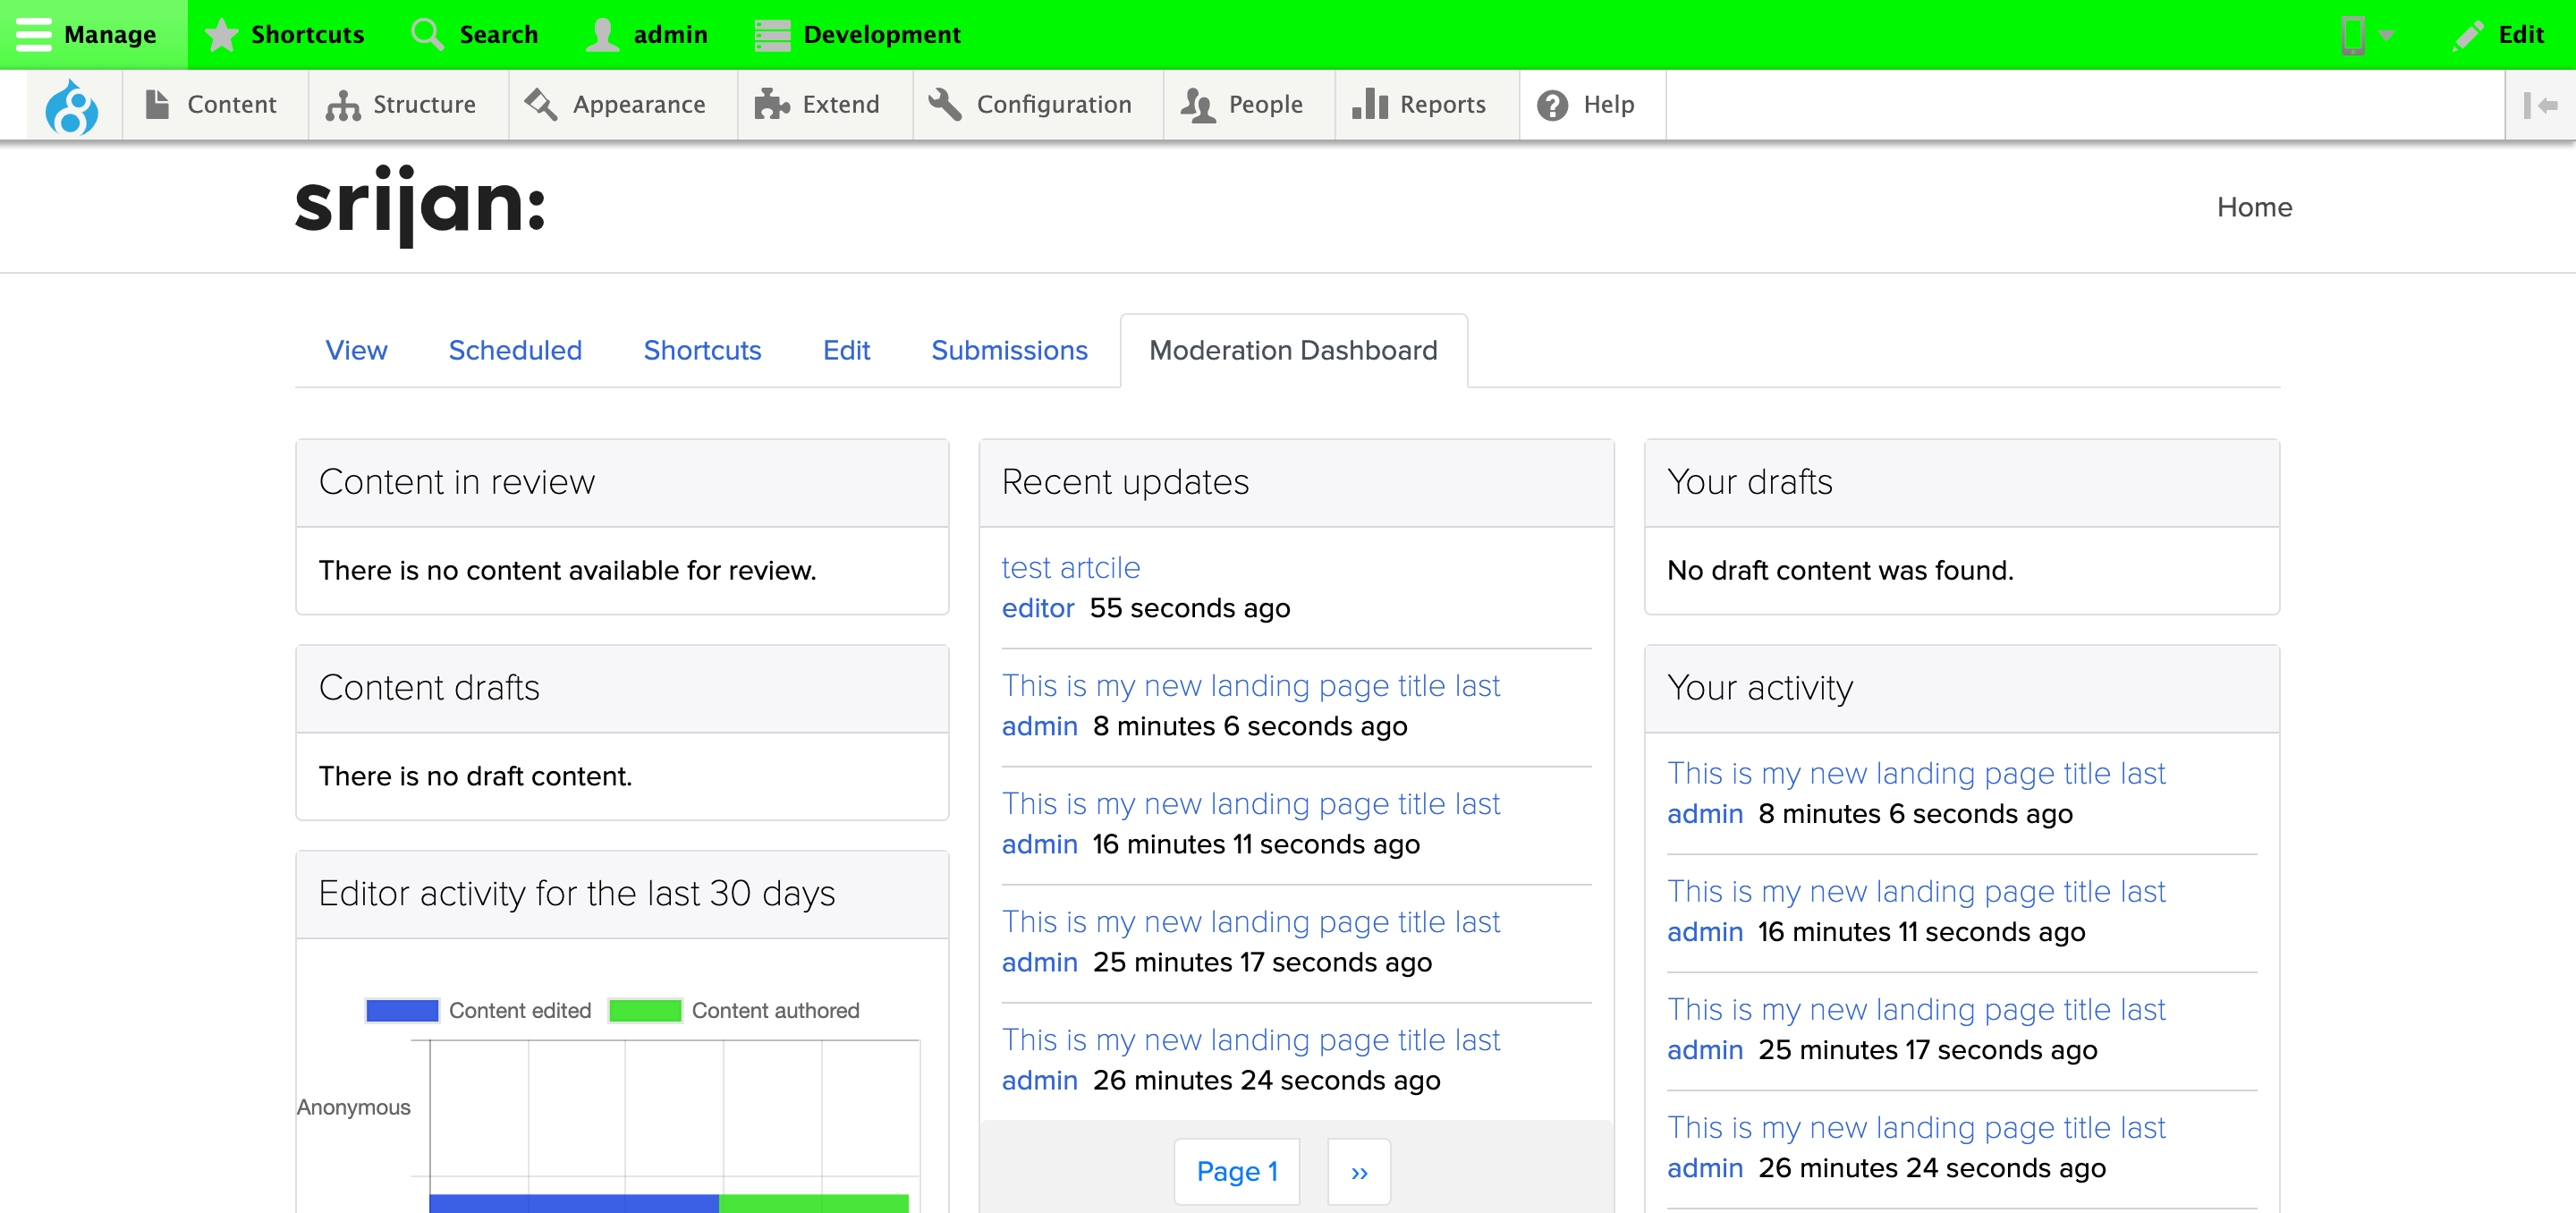 Manage Shortcuts Search admin Development Edit
Content Structure Appearance Extend Configuration People Reports Help
srijan:
Home
View Scheduled Shortcuts Edit Submissions Moderation Dashboard
Content in review
There is no content available for review.
Content drafts
There is no draft content.
Editor activity for the last 30 days
Content edited Content authored
Anonymous
Recent updates
test artcile
editor 55 seconds ago
This is my new landing page title last
admin 8 minutes 6 seconds ago
This is my new landing page title last
admin 16 minutes 11 seconds ago
This is my new landing page title last
admin 25 minutes 17 seconds ago
This is my new landing page title last
admin 26 minutes 24 seconds ago
Page 1 ››
Your drafts
No draft content was found.
Your activity
This is my new landing page title last
admin 8 minutes 6 seconds ago
This is my new landing page title last
admin 16 minutes 11 seconds ago
This is my new landing page title last
admin 25 minutes 17 seconds ago
This is my new landing page title last
admin 26 minutes 24 seconds ago